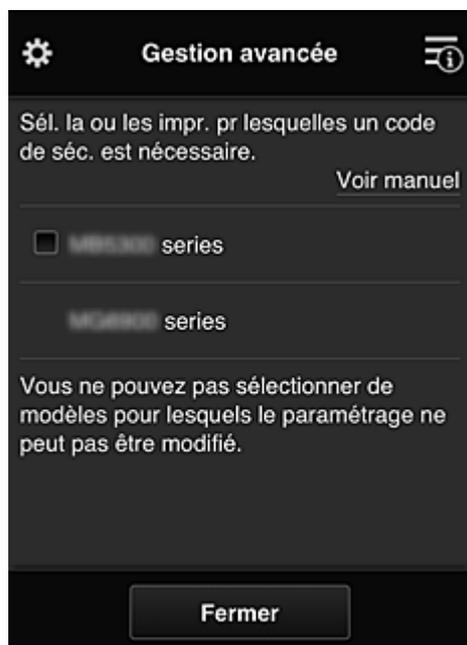 Gestion avancée
Sél. la ou les impr. pr lesquelles un code
de séc. est nécessaire.
Voir manuel
series
series
Vous ne pouvez pas sélectionner de
modèles pour lesquels le paramétrage ne
peut pas être modifié.
Fermer